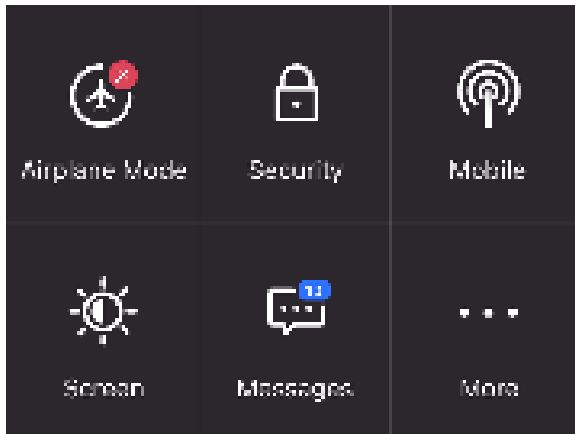 Airplane Mode
Security
Mobile
Screen
Messages
More